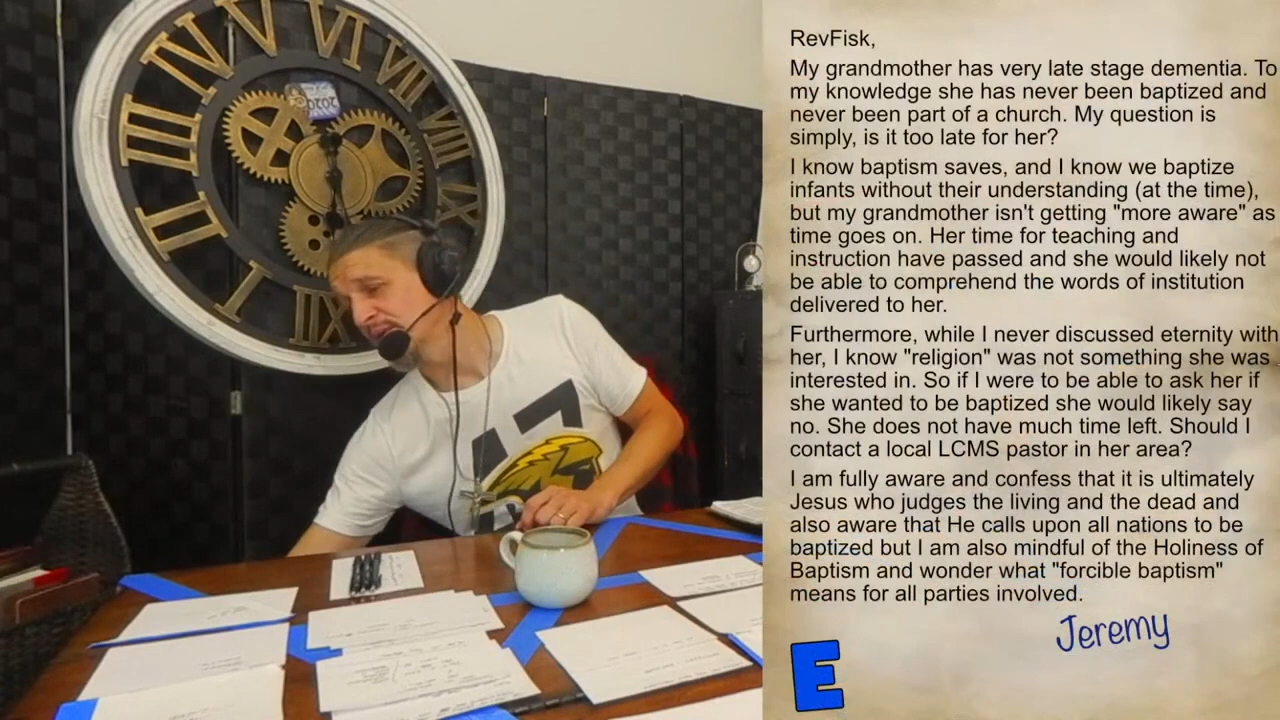 RevFisk,
My grandmother has very late stage dementia. To
my knowledge she has never been baptized and
never been part of a church. My question is
simply, is it too late for her?
I know baptism saves, and I know we baptize
infants without their understanding (at the time),
but my grandmother isn't getting "more aware" as
time goes on. Her time for teaching and
instruction have passed and she would likely not
be able to comprehend the words of institution
delivered to her.
Furthermore, while I never discussed eternity with
her, I know "religion" was not something she was
interested in. So if I were to be able to ask her if
she wanted to be baptized she would likely say
no. She does not have much time left. Should I
contact a local LCMS pastor in her area?
I am fully aware and confess that it is ultimately
Jesus who judges the living and the dead and
also aware that He calls upon all nations to be
baptized but I am also mindful of the Holiness of
Baptism and wonder what "forcible baptism"
means for all parties involved.
Jeremy
E
I
II
III
IV
V
VI
VII
VIII
IX
XII
47